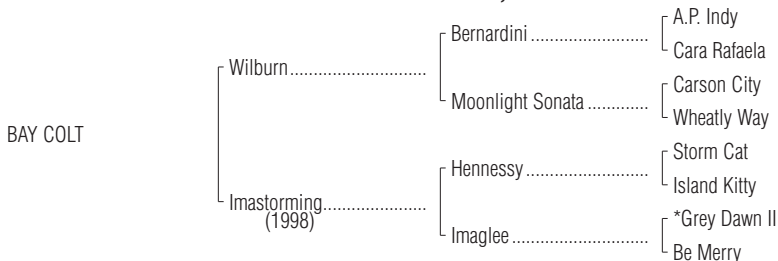 BAY COLT
Wilburn
Imastorming
(1998)
Bernardini
Moonlight Sonata
Hennessy
Imaglee
A.P. Indy
Cara Rafaela
Carson City
Wheatly Way
Storm Cat
Island Kitty
*Grey Dawn II
Be Merry